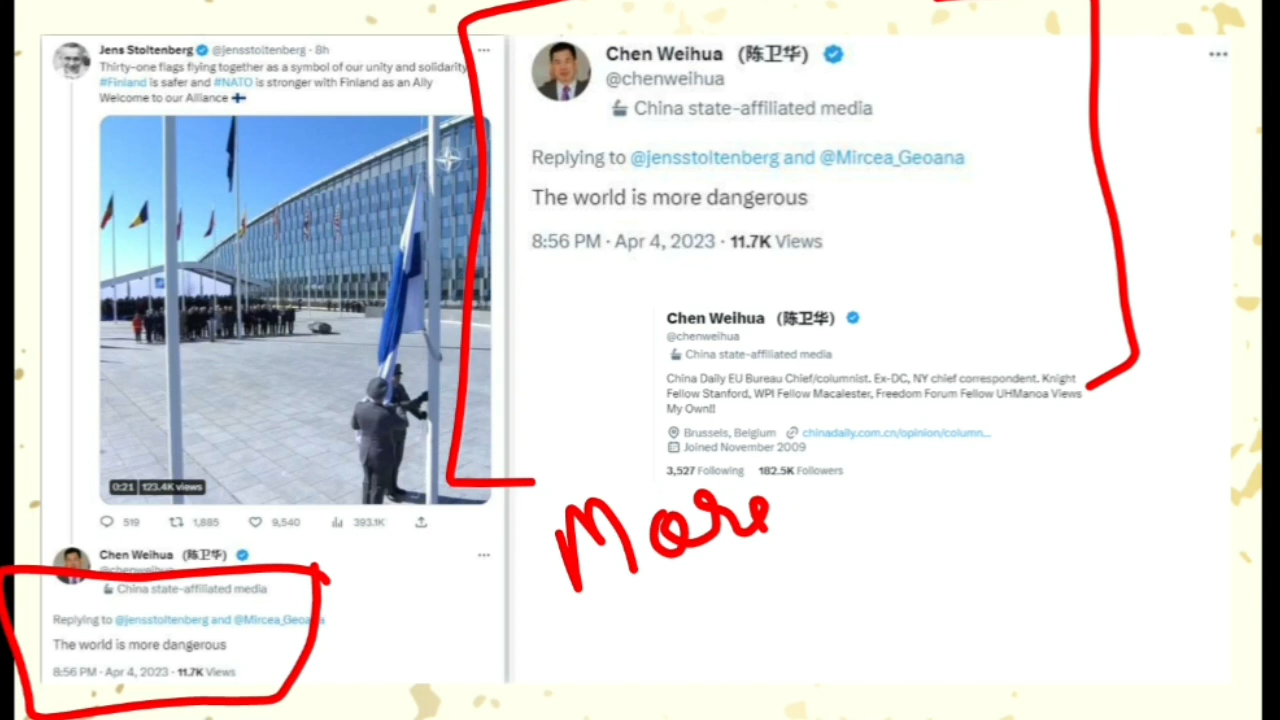 Jens Stoltenberg @jensstoltenberg · 8h
Thirty-one flags flying together as a symbol of our unity and solidarity
#Finland is safer and #NATO is stronger with Finland as an Ally
Welcome to our Alliance 🇫🇮
0:21 123.4K views
519 1,885 9,540 393.1K
Chen Weihua （陈卫华）
@chenweihua
China state-affiliated media
Replying to @jensstoltenberg and @Mircea_Geoana
The world is more dangerous
8:56 PM · Apr 4, 2023 · 11.7K Views
Chen Weihua （陈卫华）
@chenweihua
China state-affiliated media
Replying to @jensstoltenberg and @Mircea_Geoana
The world is more dangerous
8:56 PM · Apr 4, 2023 · 11.7K Views
Chen Weihua （陈卫华）
@chenweihua
China state-affiliated media
China Daily EU Bureau Chief/columnist. Ex-DC, NY chief correspondent. Knight
Fellow Stanford, WPI Fellow Macalester, Freedom Forum Fellow UHManoa Views
My Own!!
Brussels, Belgium chinadaily.com.cn/opinion/column...
Joined November 2009
3,527 Following 182.5K Followers
More